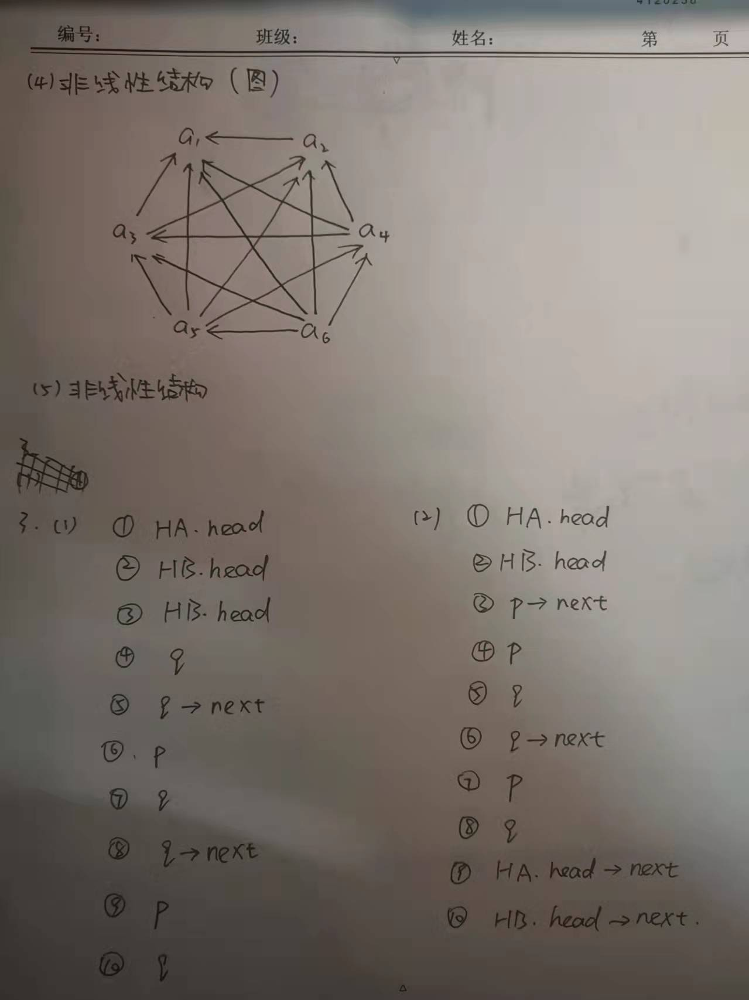 编号: 班级: 姓名: 第 页
(4) 非线性结构 (图)
a₁ ← a₂
a₃ a₄
a₅ ← a₆
(5) 非线性结构
3. (1) ① HA. head
② HB. head
③ HB. head
④ q
⑤ q → next
⑥. p
⑦ q
⑧ q → next
⑨ p
⑩ q
(2) ① HA. head
② HB. head
③ p → next
④ p
⑤ q
⑥ q → next
⑦ p
⑧ q
⑨ HA. head → next
⑩ HB. head → next.